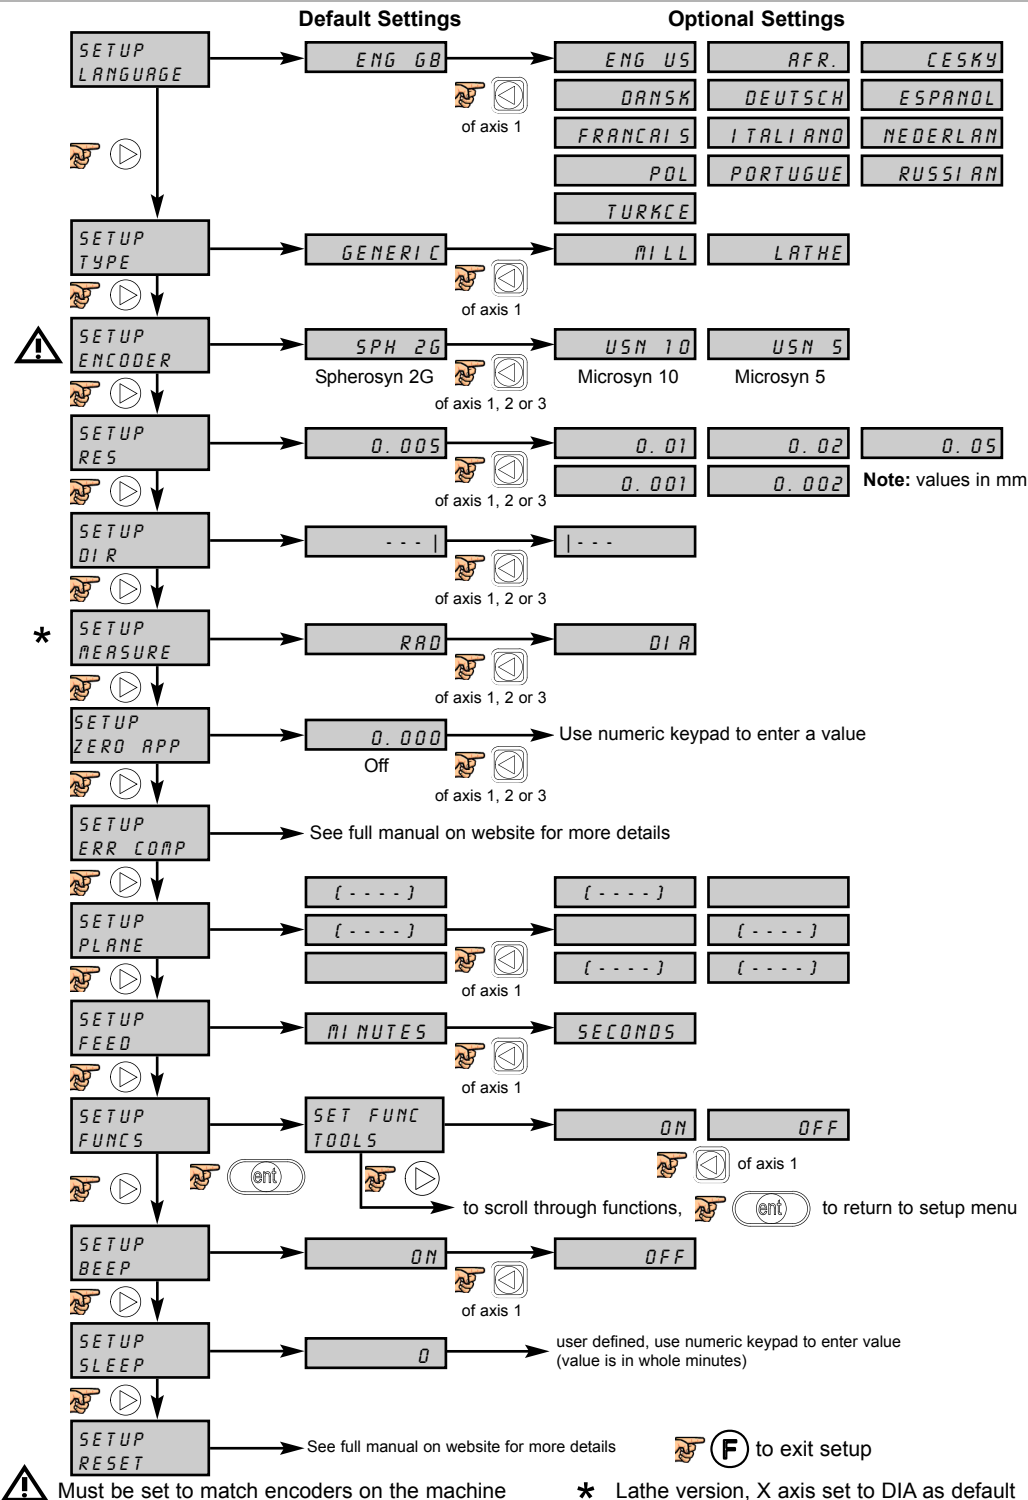 Default Settings Optional Settings
SETUP
LANGUAGE ENG GB ENG US AFR. CESKY
of axis 1
DANSK DEUTSCH ESPANOL
FRANCAIS ITALIANO NEDERLAN
POL PORTUGUE RUSSIAN
TURKCE
SETUP
TYPE GENERIC MILL LATHE
of axis 1
SETUP
ENCODER SPH 2G USN 10 USN 5
Spherosyn 2G Microsyn 10 Microsyn 5
of axis 1, 2 or 3
SETUP
RES 0.005 0.01 0.02 0.05
0.001 0.002 Note: values in mm
of axis 1, 2 or 3
SETUP
DIR ---| |---
of axis 1, 2 or 3
* SETUP
MEASURE RAD DIA
of axis 1, 2 or 3
SETUP
ZERO APP 0.000 Use numeric keypad to enter a value
Off
of axis 1, 2 or 3
SETUP
ERR COMP See full manual on website for more details
(----) (----)
SETUP
PLANE (----) (----)
(----) (----)
of axis 1
SETUP
FEED MINUTES SECONDS
of axis 1
SETUP
FUNCS SET FUNC
TOOLS ON OFF
ent of axis 1
to scroll through functions, ent to return to setup menu
SETUP
BEEP ON OFF
of axis 1
SETUP
SLEEP 0 user defined, use numeric keypad to enter value
(value is in whole minutes)
SETUP
RESET See full manual on website for more details F to exit setup
! Must be set to match encoders on the machine * Lathe version, X axis set to DIA as default